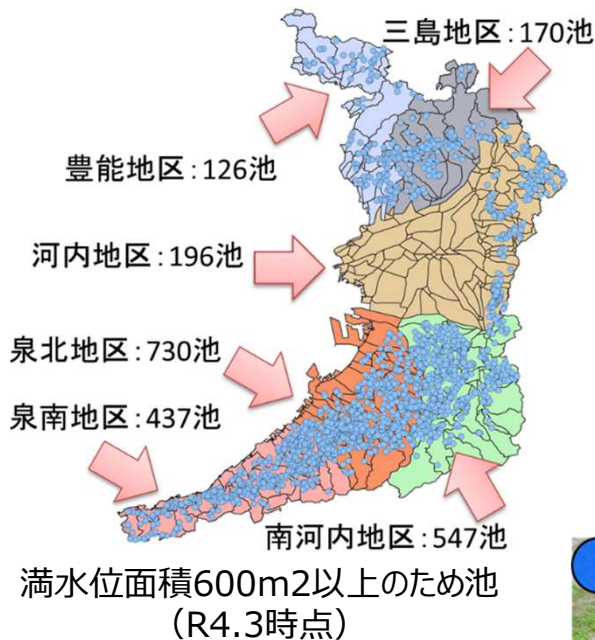 三島地区：170池
豊能地区：126池
河内地区：196池
泉北地区：730池
泉南地区：437池
南河内地区：547池
満水位面積600m2以上のため池
（R4.3時点）